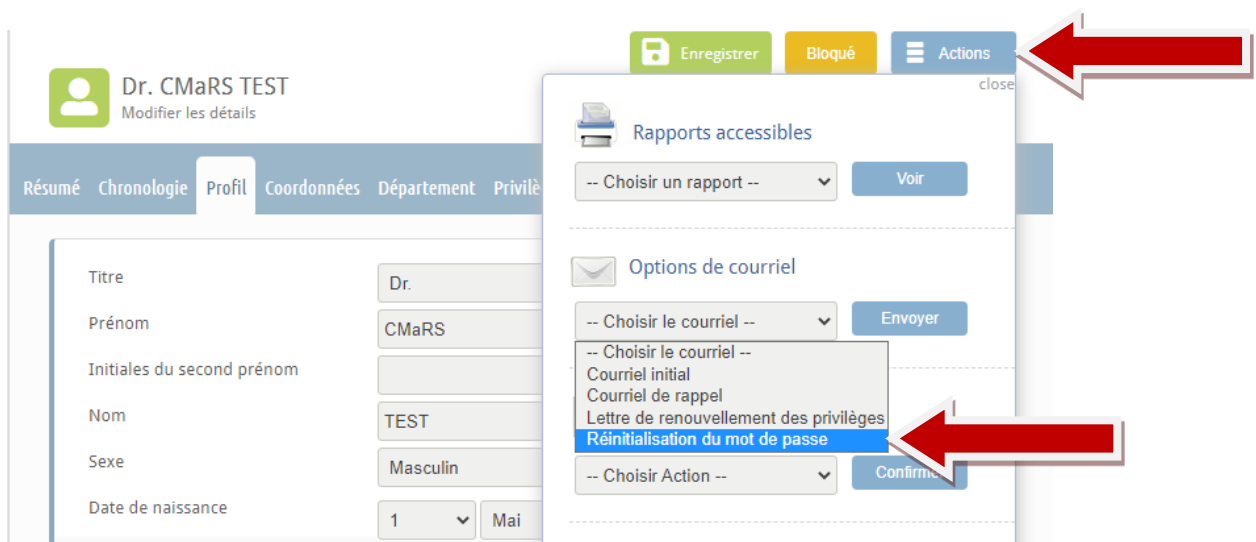 Enregistrer
Bloqué
Actions
Dr. CMaRS TEST
Modifier les détails
close
Rapports accessibles
-- Choisir un rapport --
Voir
Résumé Chronologie Profil Coordonnées Département Privilè
Options de courriel
-- Choisir le courriel --
Envoyer
-- Choisir le courriel --
Courriel initial
Courriel de rappel
Lettre de renouvellement des privilèges
Réinitialisation du mot de passe
-- Choisir Action --
Confirme
Titre
Dr.
Prénom
CMaRS
Initiales du second prénom
Nom
TEST
Sexe
Masculin
Date de naissance
1
Mai